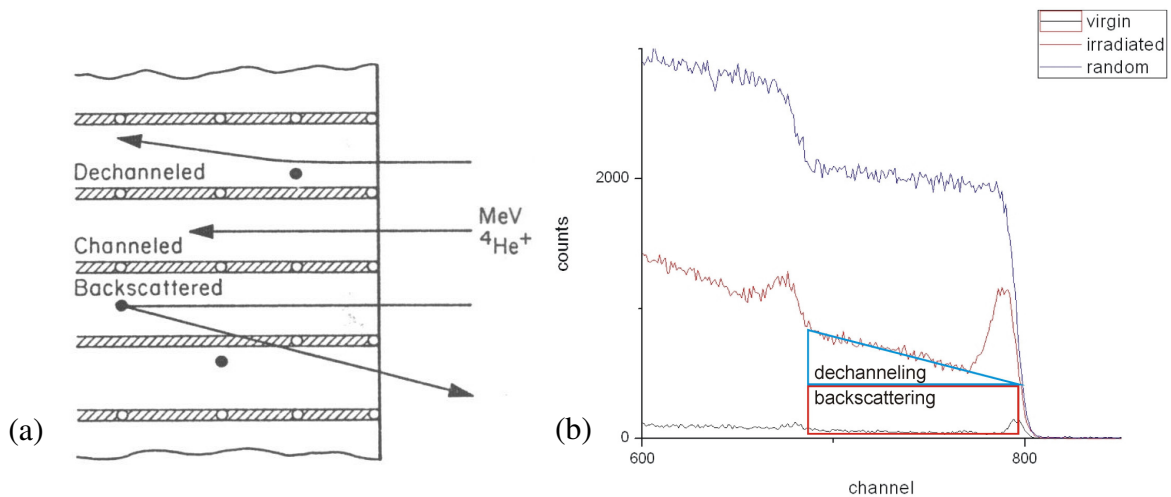 Dechanneled
MeV
⁴He⁺
Channeled
Backscattered
(a)
virgin
irradiated
random
2000
counts
dechanneling
backscattering
0
600
800
channel
(b)